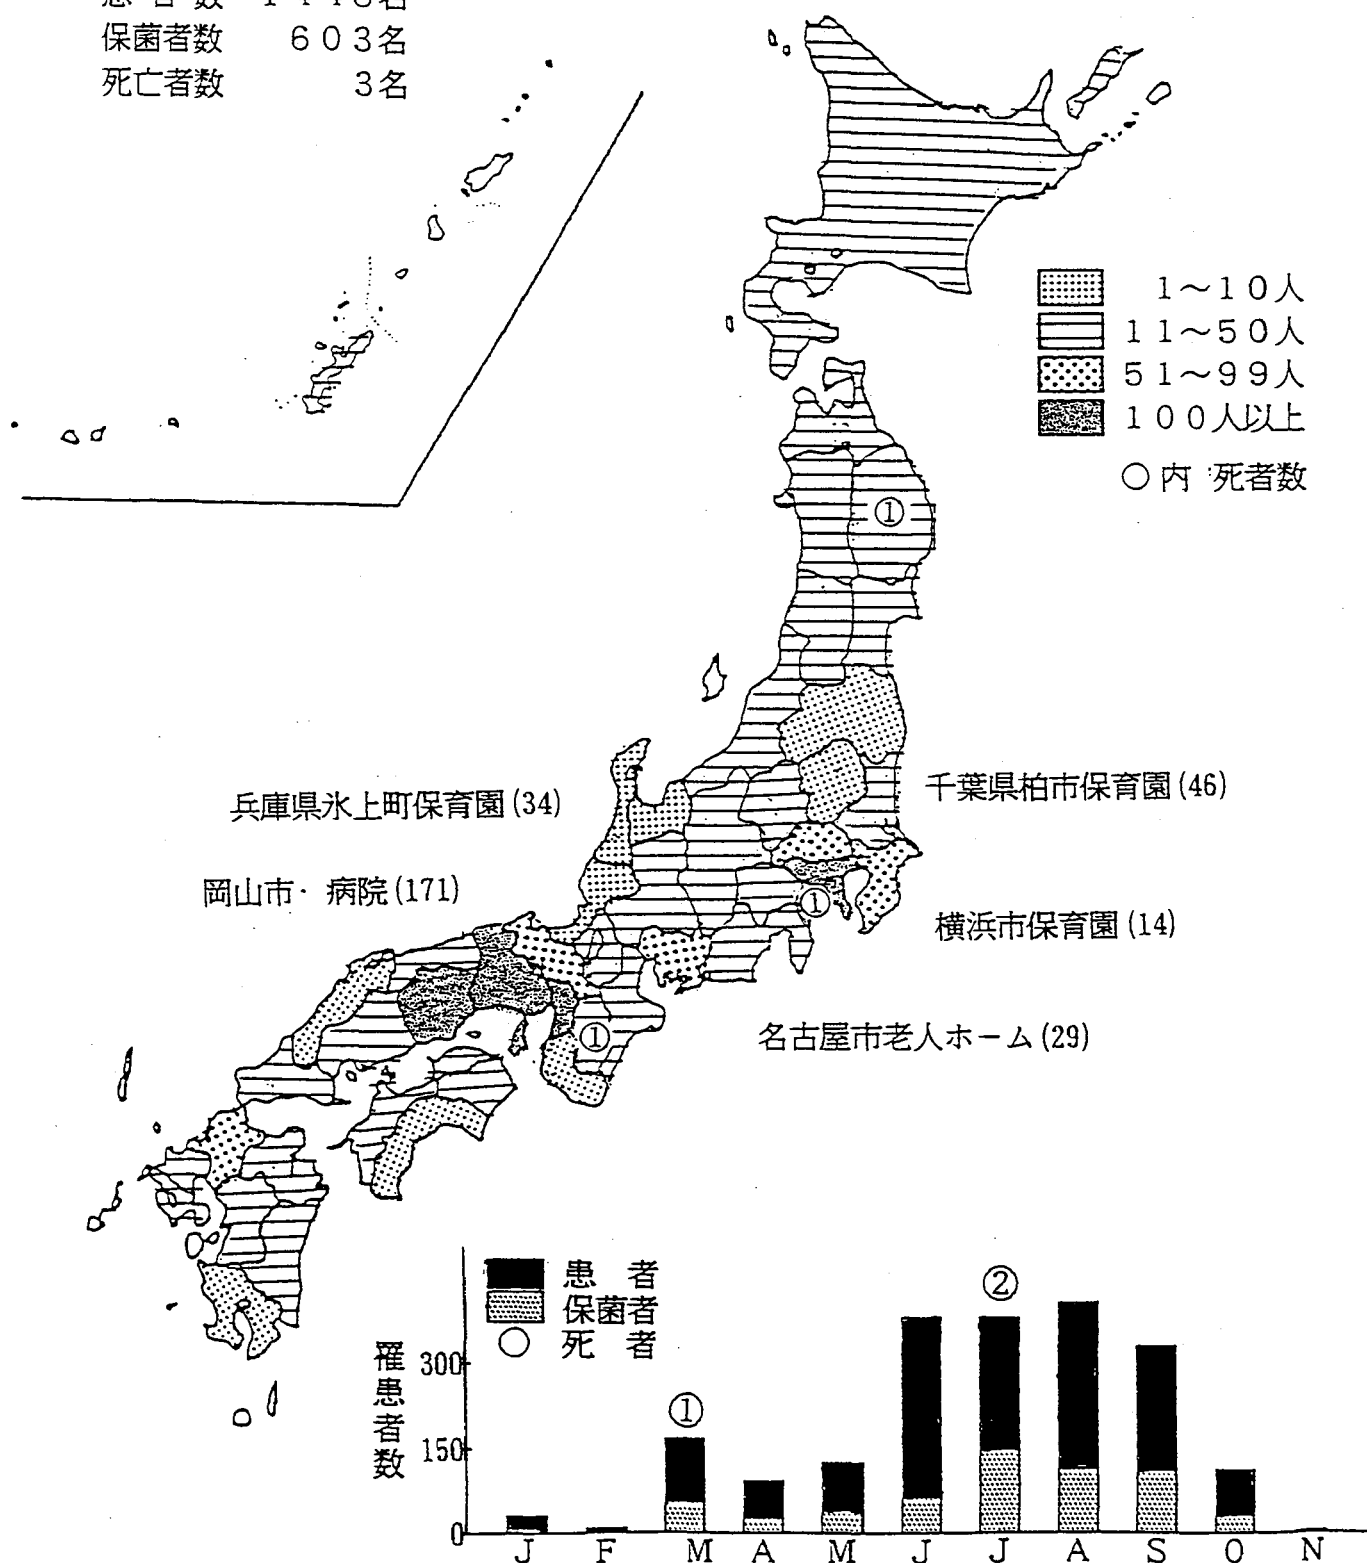 保菌者数 603名
死亡者数 3名
1～10人
11～50人
51～99人
100人以上
○内 死者数
①
千葉県柏市保育園(46)
兵庫県氷上町保育園(34)
岡山市・病院(171)
①
横浜市保育園(14)
①
名古屋市老人ホーム(29)
患 者
保菌者
○ 死 者
罹患者数
300
150
0
①
②
J F M A M J J A S O N